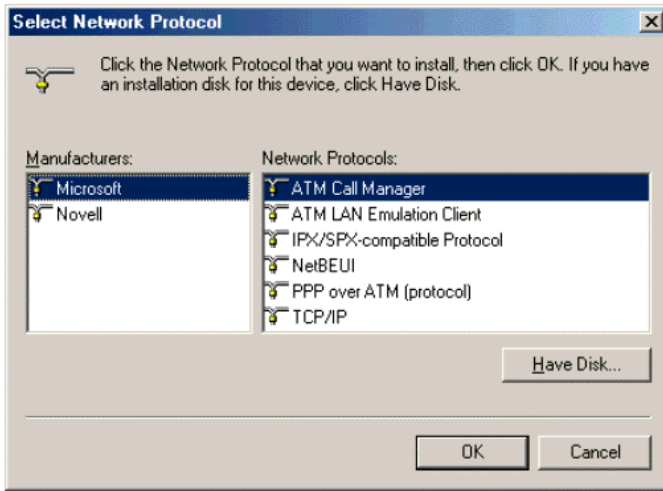 Select Network Protocol
Click the Network Protocol that you want to install, then click OK. If you have
an installation disk for this device, click Have Disk.
Manufacturers:
Microsoft
Novell
Network Protocols:
ATM Call Manager
ATM LAN Emulation Client
IPX/SPX-compatible Protocol
NetBEUI
PPP over ATM (protocol)
TCP/IP
Have Disk...
OK
Cancel